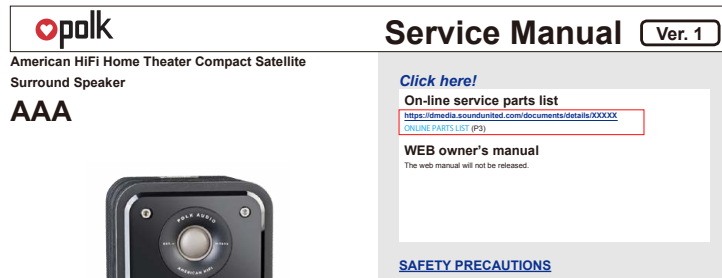 polk
Service Manual Ver. 1
American HiFi Home Theater Compact Satellite
Surround Speaker
AAA
Click here!
On-line service parts list
https://dmedia.soundunited.com/documents/details/XXXXX
ONLINE PARTS LIST (P3)
WEB owner's manual
The web manual will not be released.
POLK AUDIO
AMERICAN HIFI
SAFETY PRECAUTIONS